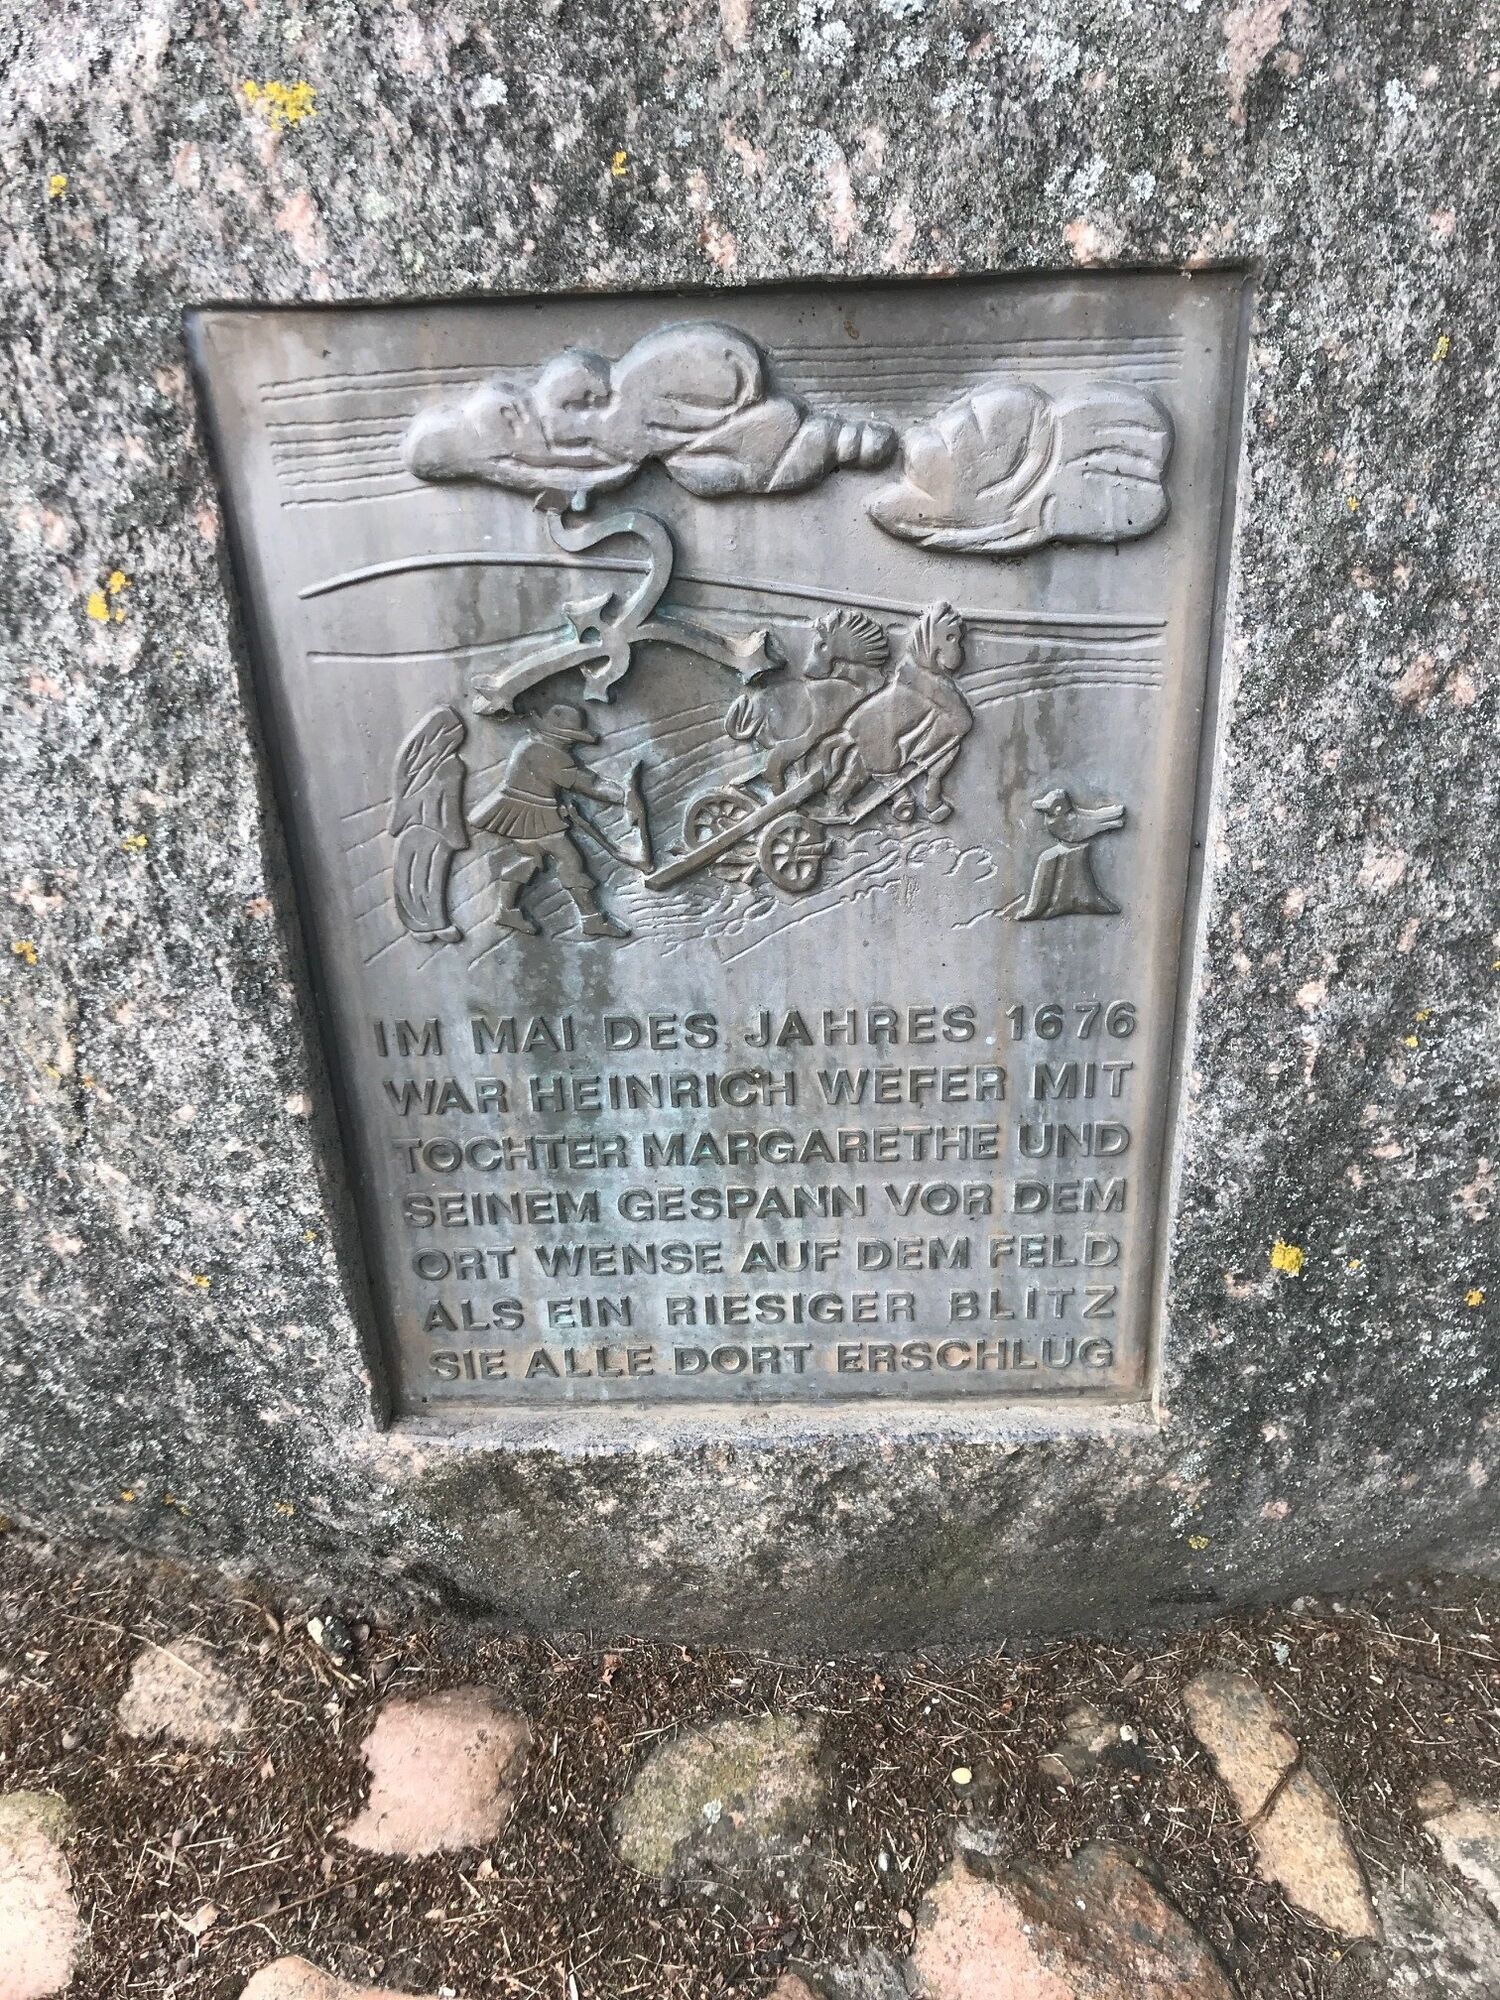 IM MAI DES JAHRES 1676
WAR HEINRICH WEFER MIT
TOCHTER MARGARETHE UND
SEINEM GESPANN VOR DEM
ORT WENSE AUF DEM FELD
ALS EIN RIESIGER BLITZ
SIE ALLE DORT ERSCHLUG